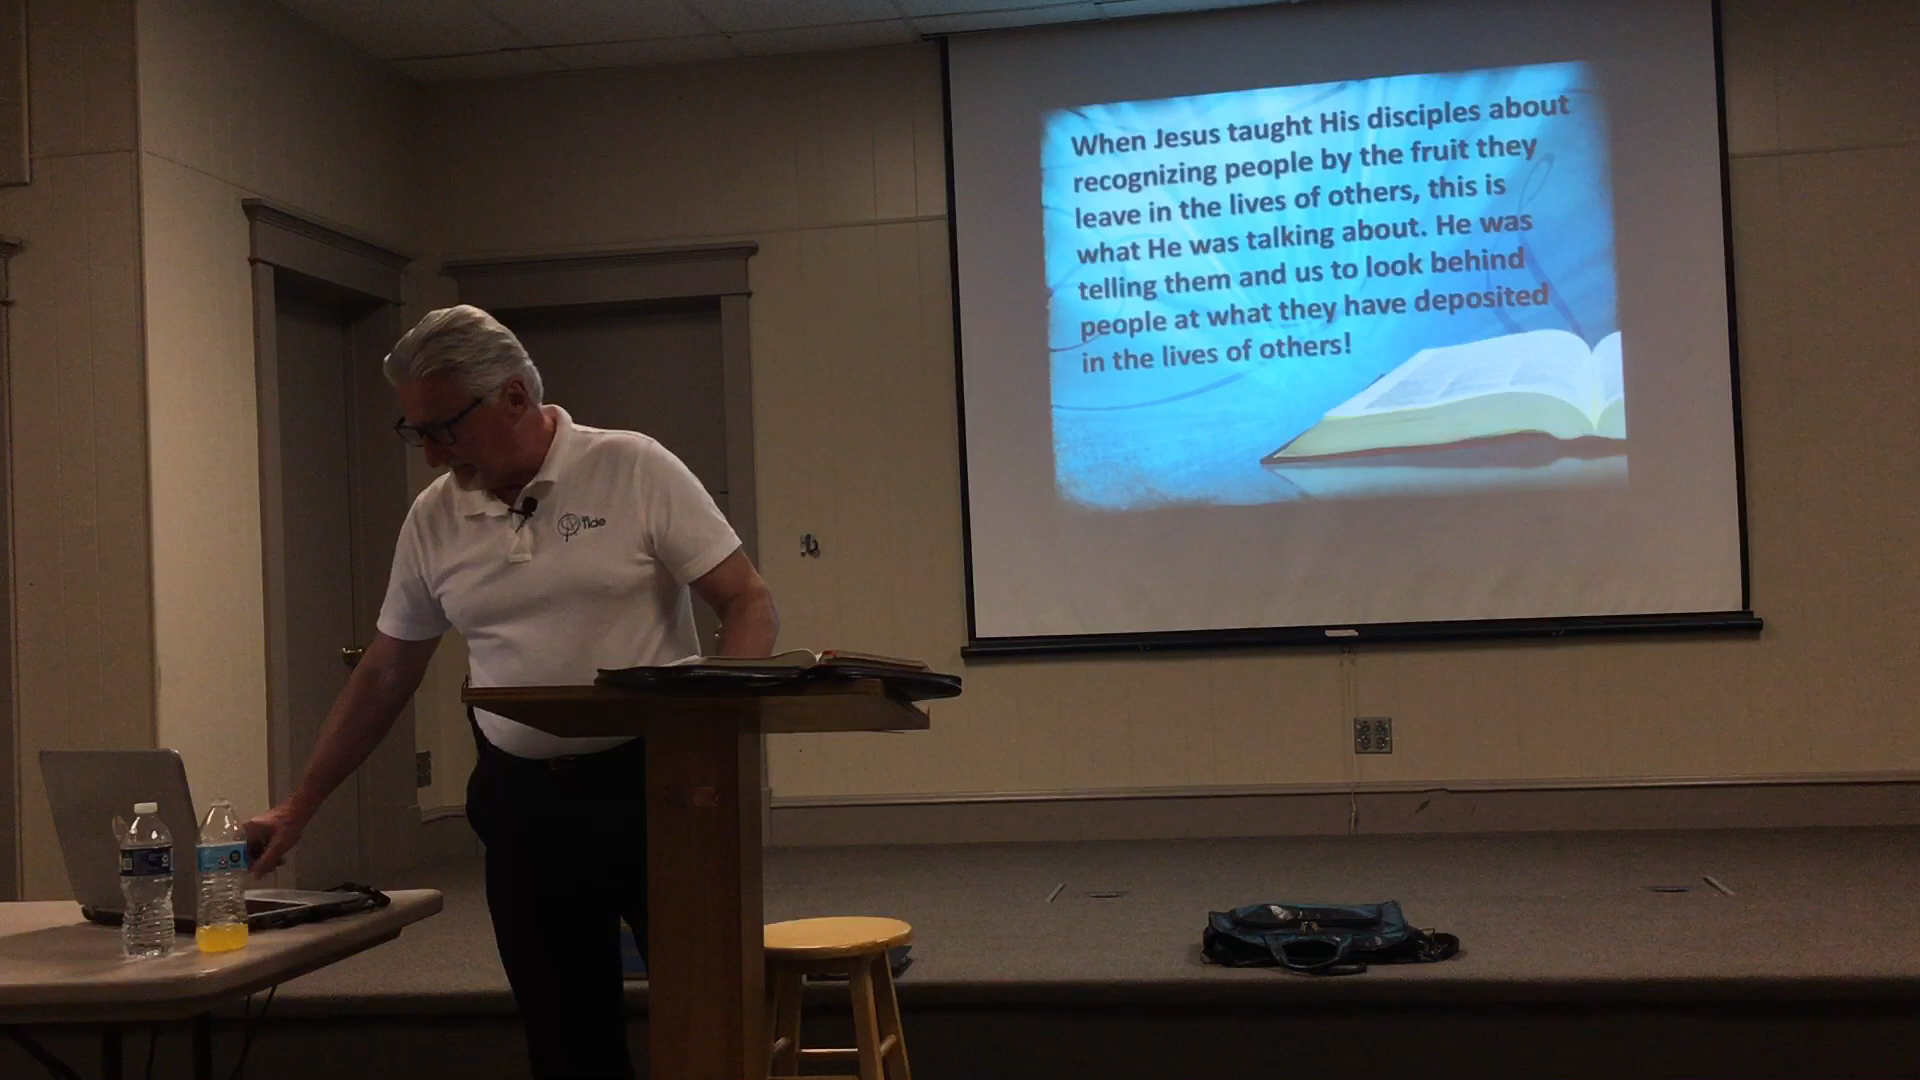 When Jesus taught His disciples about
recognizing people by the fruit they
leave in the lives of others, this is
what He was talking about. He was
telling them and us to look behind
people at what they have deposited
in the lives of others!
Tide